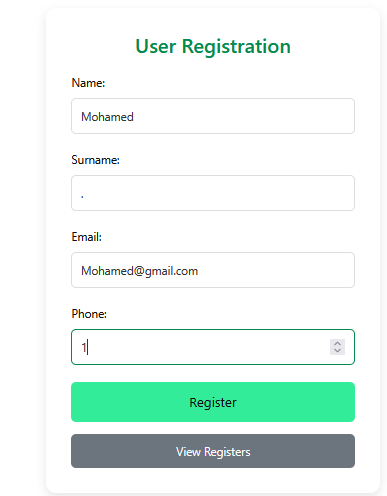 User Registration
Name:
Mohamed
Surname:
.
Email:
Mohamed@gmail.com
Phone:
1
Register
View Registers